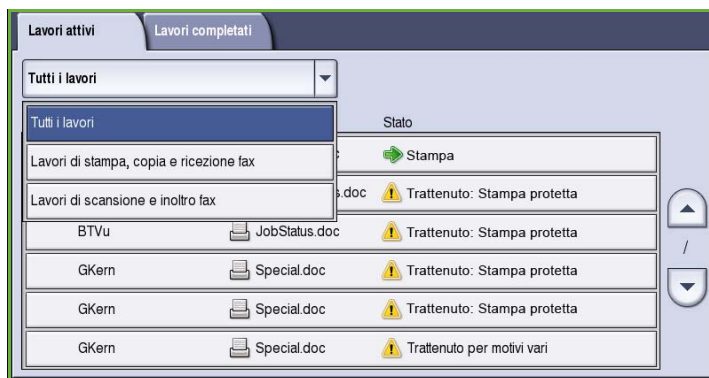 Lavori attivi Lavori completati
Tutti i lavori
Tutti i lavori Stato
Lavori di stampa, copia e ricezione fax Stampa
Lavori di scansione e inoltro fax .doc Trattenuto: Stampa protetta
BTVu JobStatus.doc Trattenuto: Stampa protetta
/
GKern Special.doc Trattenuto: Stampa protetta
GKern Special.doc Trattenuto: Stampa protetta
GKern Special.doc Trattenuto per motivi vari